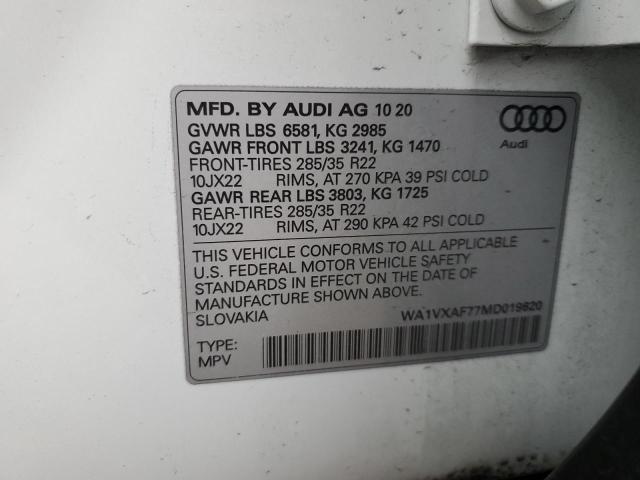 MFD. BY AUDI AG 10 20
GVWR LBS 6581, KG 2985
GAWR FRONT LBS 3241, KG 1470
FRONT-TIRES 285/35 R22
10JX22 RIMS, AT 270 KPA 39 PSI COLD
GAWR REAR LBS 3803, KG 1725
REAR-TIRES 285/35 R22
10JX22 RIMS, AT 290 KPA 42 PSI COLD
Audi
THIS VEHICLE CONFORMS TO ALL APPLICABLE
U.S. FEDERAL MOTOR VEHICLE SAFETY
STANDARDS IN EFFECT ON THE DATE OF
MANUFACTURE SHOWN ABOVE.
SLOVAKIA
WA1VXAF77MD019620
TYPE:
MPV